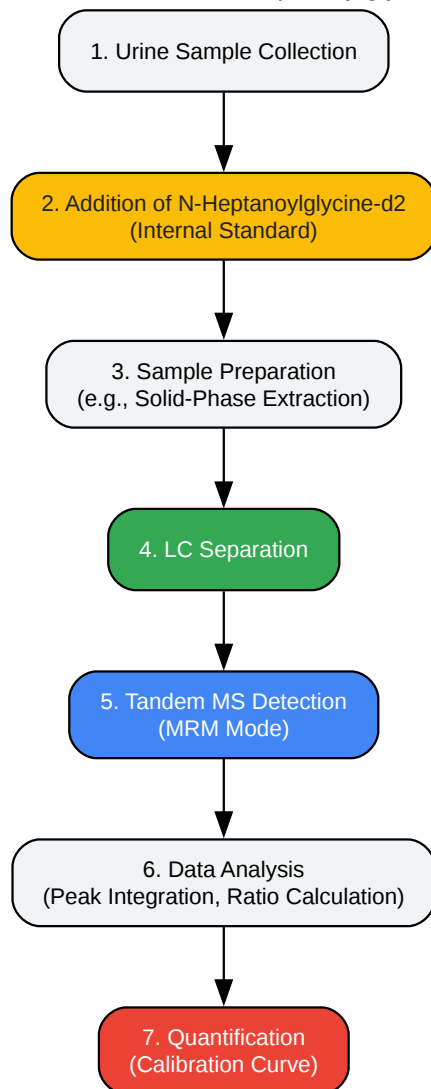 1. Urine Sample Collection
2. Addition of N-Heptanoylglycine-d2
(Internal Standard)
3. Sample Preparation
(e.g., Solid-Phase Extraction)
4. LC Separation
5. Tandem MS Detection
(MRM Mode)
6. Data Analysis
(Peak Integration, Ratio Calculation)
7. Quantification
(Calibration Curve)